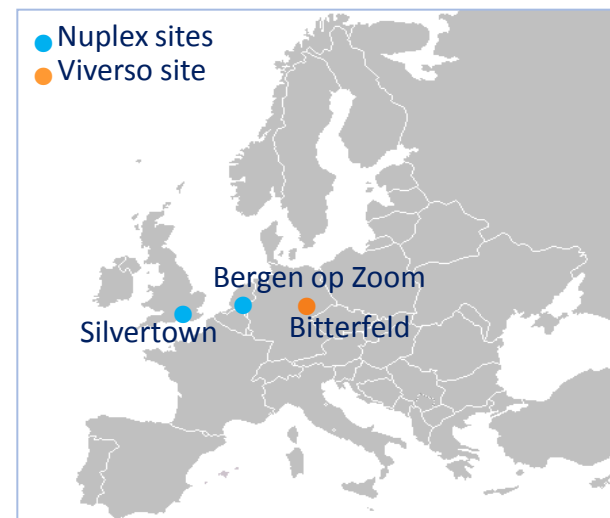 Nuplex sites
Viverso site
Bergen op Zoom
Silvertown
Bitterfeld